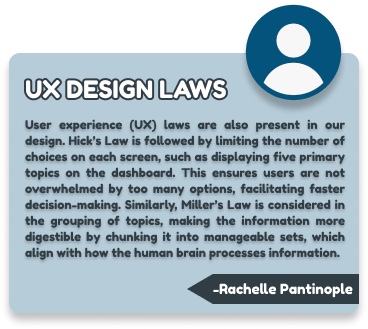 UX DESIGN LAWS
User experience (UX) laws are also present in our
design. Hick's Law is followed by limiting the number of
choices on each screen, such as displaying five primary
topics on the dashboard. This ensures users are not
overwhelmed by too many options, facilitating faster
decision-making. Similarly, Miller's Law is considered in
the grouping of topics, making the information more
digestible by chunking it into manageable sets, which
align with how the human brain processes information.
-Rachelle Pantinople